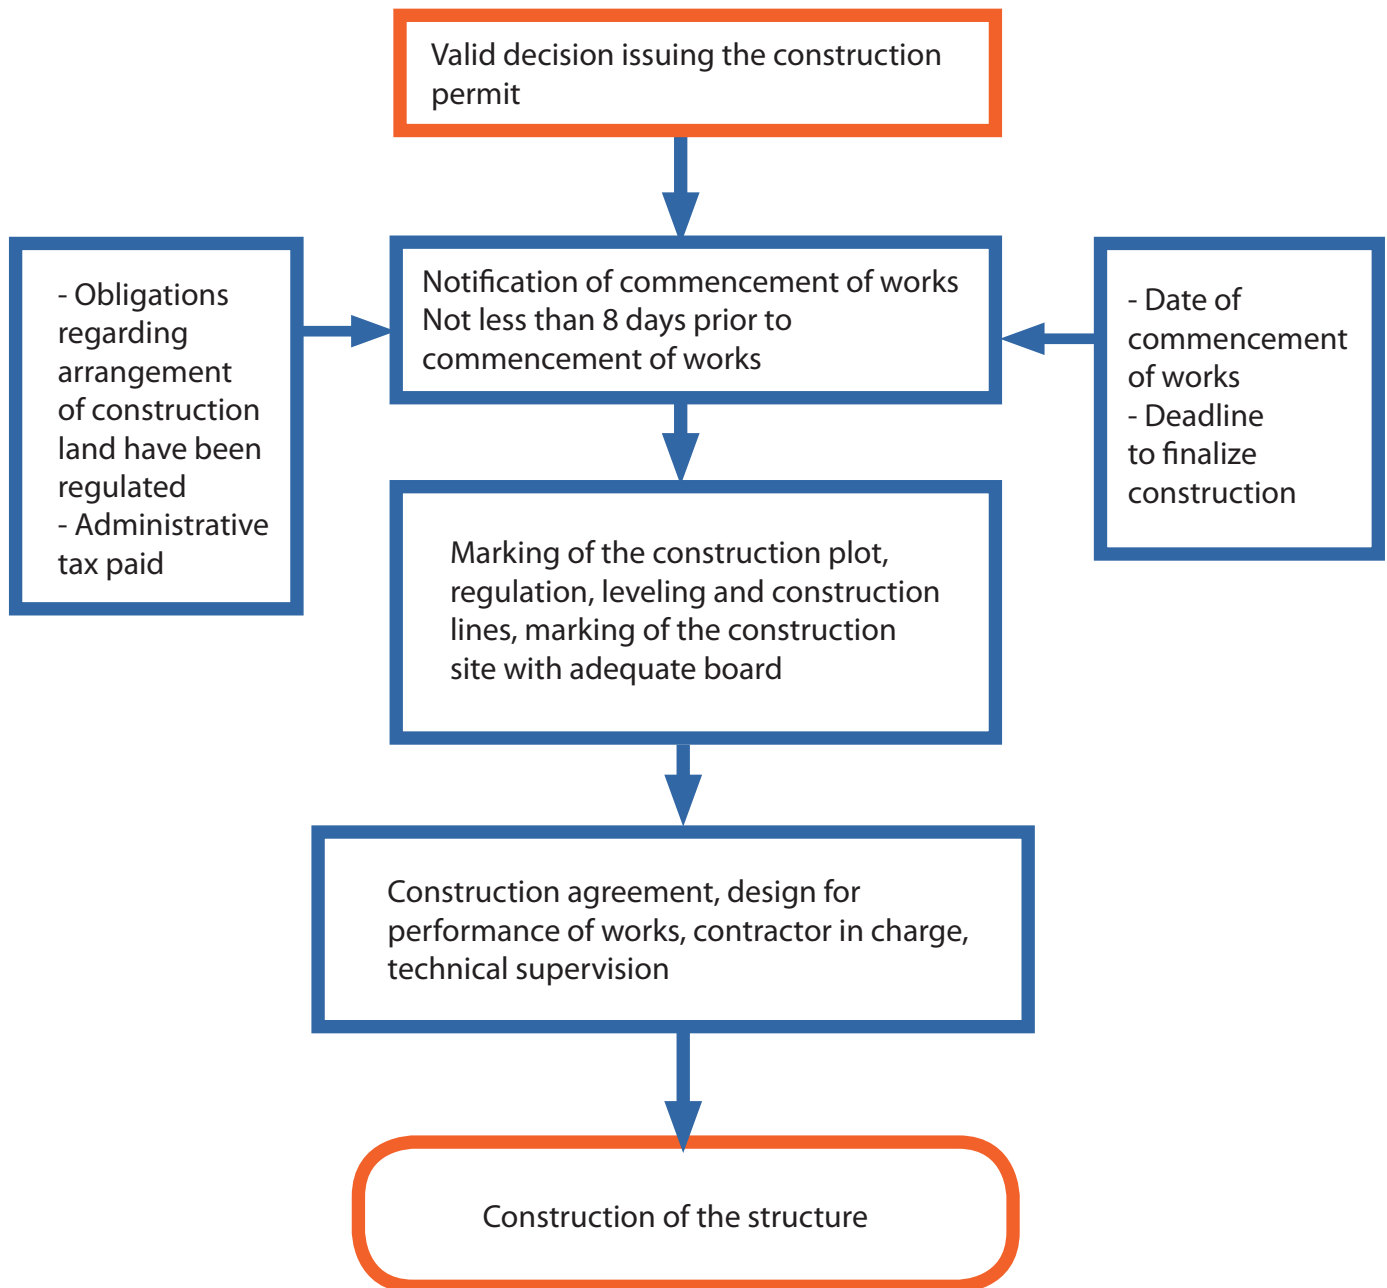 Valid decision issuing the construction
permit
Notification of commencement of works
Not less than 8 days prior to
commencement of works
- Obligations
regarding
arrangement
of construction
land have been
regulated
- Administrative
tax paid
- Date of
commencement
of works
- Deadline
to finalize
construction
Marking of the construction plot,
regulation, leveling and construction
lines, marking of the construction
site with adequate board
Construction agreement, design for
performance of works, contractor in charge,
technical supervision
Construction of the structure